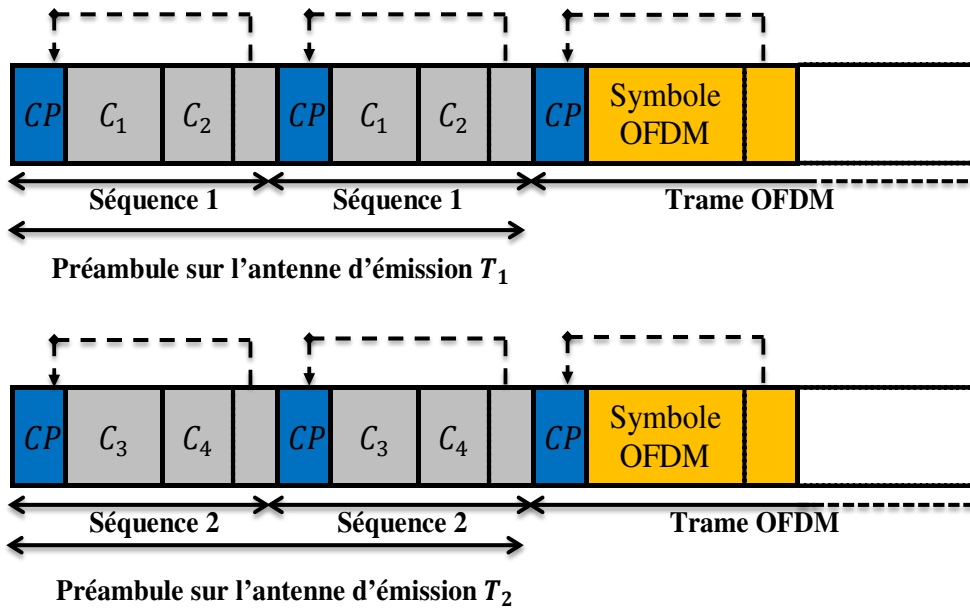 CP C₁ C₂ CP C₁ C₂ CP Symbole OFDM
Séquence 1 Séquence 1 Trame OFDM
Préambule sur l’antenne d’émission T₁
CP C₃ C₄ CP C₃ C₄ CP Symbole OFDM
Séquence 2 Séquence 2 Trame OFDM
Préambule sur l’antenne d’émission T₂